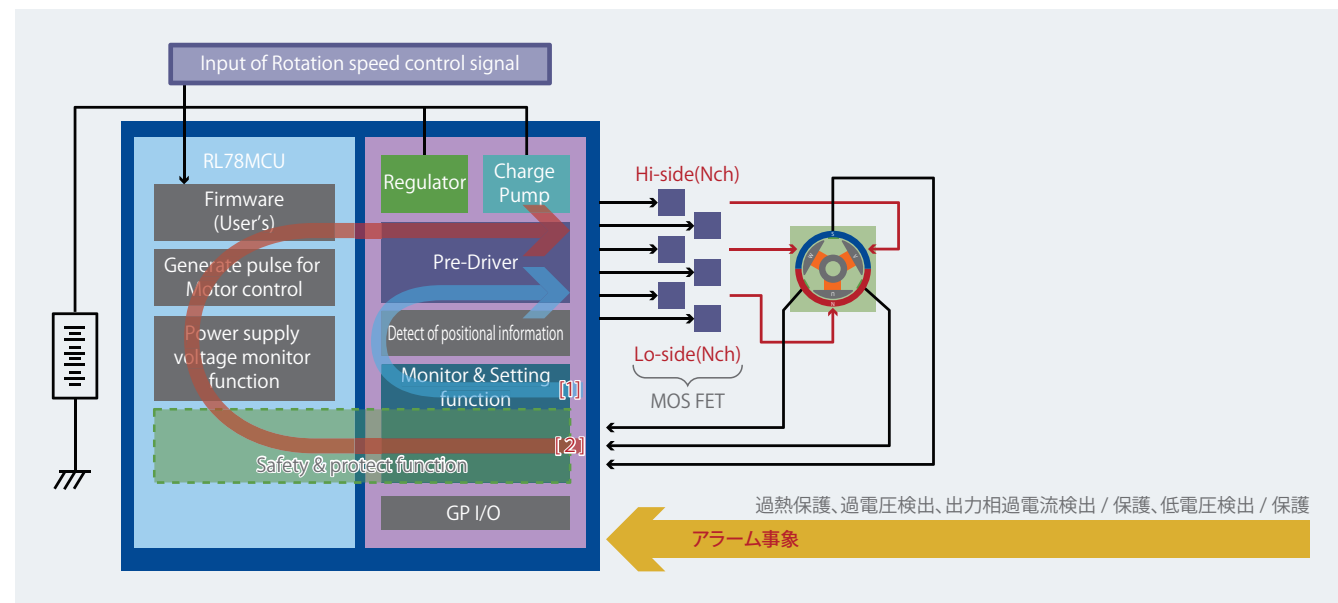 Input of Rotation speed control signal
RL78MCU
Firmware
(User's)
Generate pulse for
Motor control
Power supply
voltage monitor
function
Regulator
Charge
Pump
Pre-Driver
Detect of positional information
Monitor & Setting
function
[1]
[2]
Safety & protect function
GP I/O
Hi-side(Nch)
Lo-side(Nch)
MOS FET
S
W
V
U
N
過熱保護、過電圧検出、出力相過電流検出 / 保護、低電圧検出 / 保護
アラーム事象